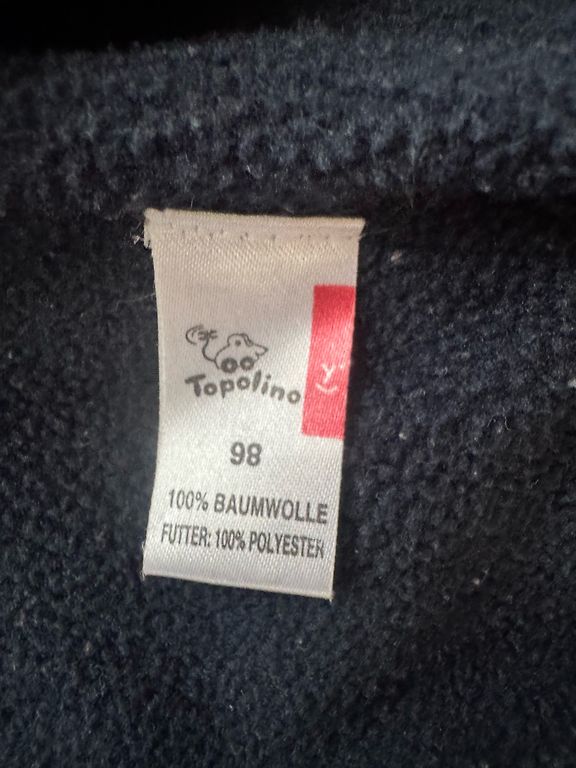 Topolino
98
100% BAUMWOLLE
FUTTER: 100% POLYESTER